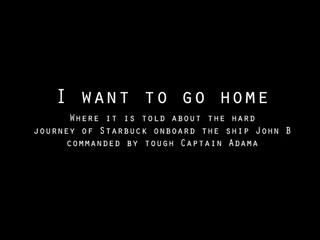 I want to go home
Where it is told about the hard
journey of Starbuck onboard the ship John B
commanded by tough Captain Adama